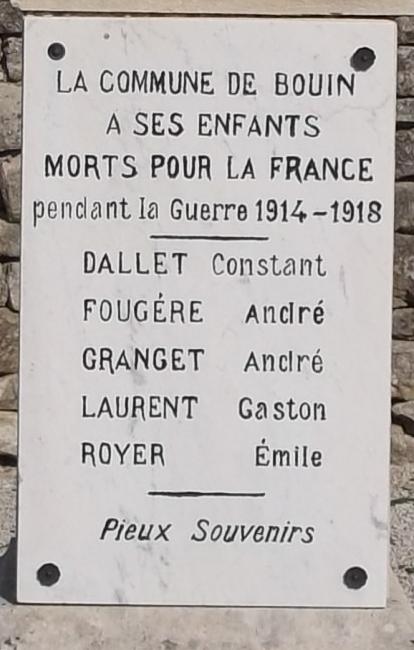 LA COMMUNE DE BOUIN
A SES ENFANTS
MORTS POUR LA FRANCE
pendant la Guerre 1914-1918
DALLET Constant
FOUGÉRE André
GRANGET André
LAURENT Gaston
ROYER Émile
Pieux Souvenirs